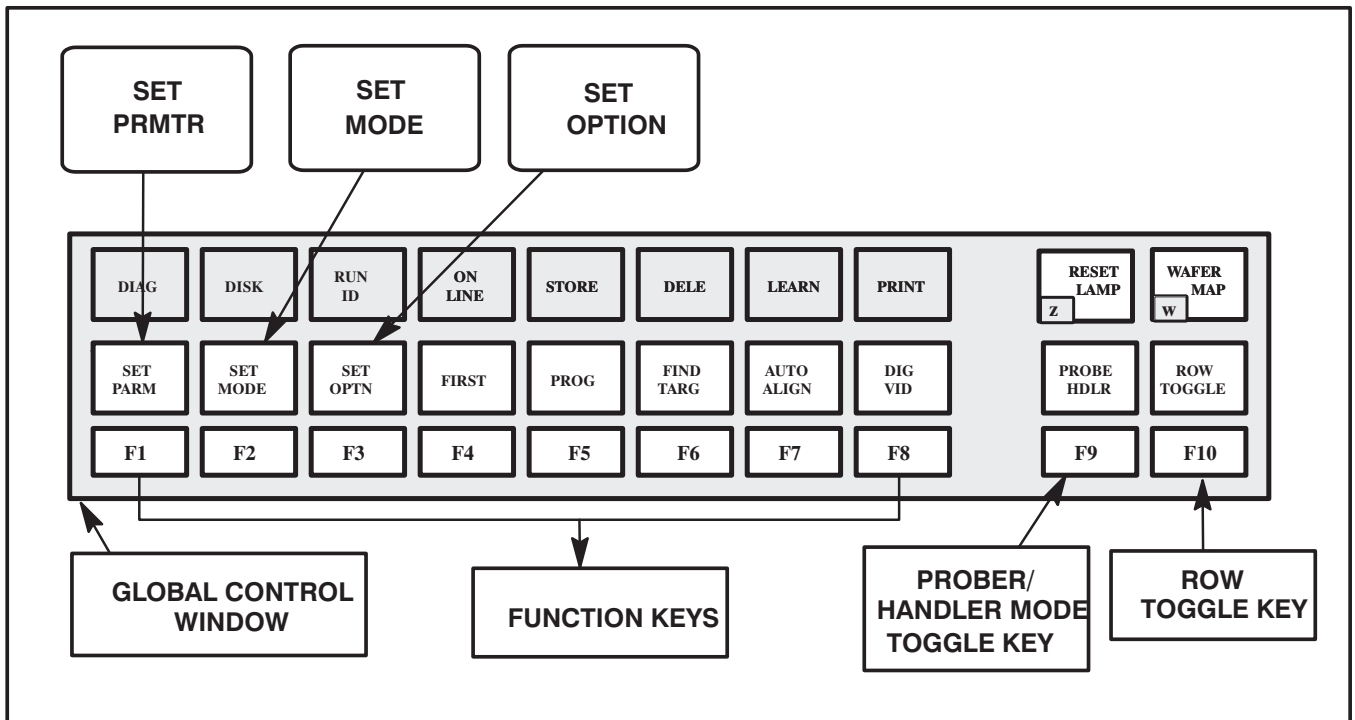 SET
PRMTR
SET
MODE
SET
OPTION
DIAG
DISK
RUN
ID
ON
LINE
STORE
DELE
LEARN
PRINT
RESET
LAMP
Z
WAFER
MAP
W
SET
PARM
SET
MODE
SET
OPTN
FIRST
PROG
FIND
TARG
AUTO
ALIGN
DIG
VID
PROBE
HDLR
ROW
TOGGLE
F1
F2
F3
F4
F5
F6
F7
F8
F9
F10
GLOBAL CONTROL
WINDOW
FUNCTION KEYS
PROBER/
HANDLER MODE
TOGGLE KEY
ROW
TOGGLE KEY